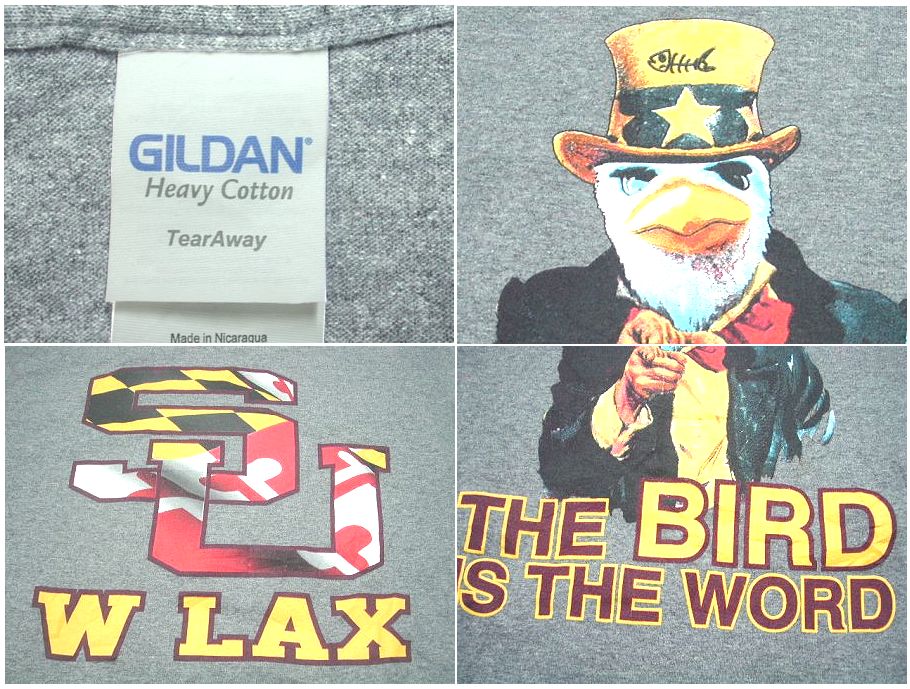 GILDAN®
Heavy Cotton
TearAway
Made in Nicaragua
SU
W LAX
THE BIRD
IS THE WORD